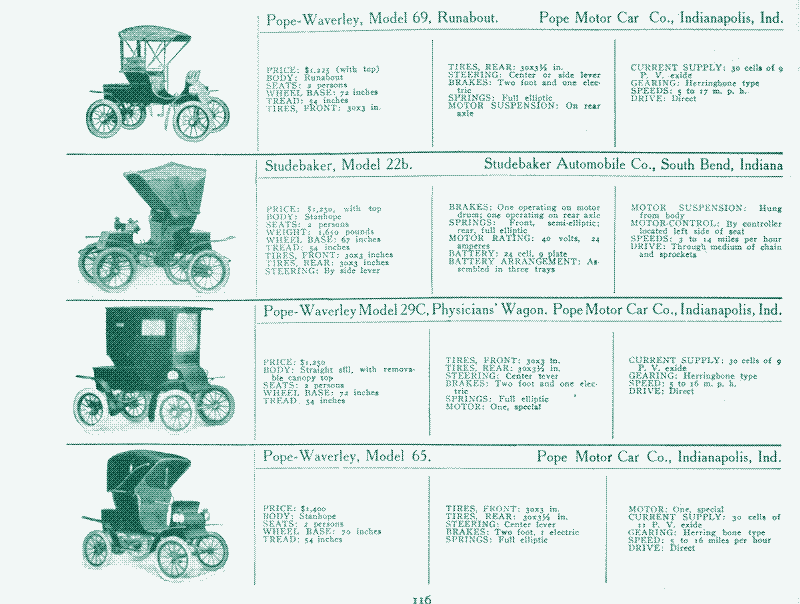 Pope-Waverley, Model 69, Runabout. Pope Motor Car Co., Indianapolis, Ind.
PRICE: $1,225 (with top)
BODY: Runabout
SEATS: 2 persons
WHEEL BASE: 72 inches
TREAD: 54 inches
TIRES, FRONT: 30x3 in.
TIRES, REAR: 30x3½ in.
STEERING: Center or side lever
BRAKES: Two foot and one elec-
tric
SPRINGS: Full elliptic
MOTOR SUSPENSION: On rear
axle
CURRENT SUPPLY: 30 cells of 9
P. V. exide
GEARING: Herringbone type
SPEEDS: 5 to 17 m. p. h.
DRIVE: Direct
Studebaker, Model 22b. Studebaker Automobile Co., South Bend, Indiana
PRICE: $1,250, with top
BODY: Stanhope
SEATS: 2 persons
WEIGHT: 1,650 pounds
WHEEL BASE: 67 inches
TREAD: 54 inches
TIRES, FRONT: 30x3 inches
TIRES, REAR: 30x3 inches
STEERING: By side lever
BRAKES: One operating on motor
drum; one operating on rear axle
SPRINGS: Front, semi-elliptic;
rear, full elliptic
MOTOR RATING: 40 volts, 24
amperes
BATTERY: 24 cell, 9 plate
BATTERY ARRANGEMENT: As-
sembled in three trays
MOTOR SUSPENSION: Hung
from body
MOTOR-CONTROL: By controller
located left side of seat
SPEEDS: 3 to 14 miles per hour
DRIVE: Through medium of chain
and sprockets
Pope-Waverley Model 29C, Physicians' Wagon. Pope Motor Car Co., Indianapolis, Ind.
PRICE: $1,250
BODY: Straight sill, with remova-
ble canopy top
SEATS: 2 persons
WHEEL BASE: 72 inches
TREAD 54 inches
TIRES, FRONT: 30x3 in.
TIRES, REAR: 30x3½ in.
STEERING: Center lever
BRAKES: Two foot and one elec-
tric
SPRINGS: Full elliptic
MOTOR: One, special
CURRENT SUPPLY: 30 cells of 9
P. V. exide
GEARING: Herringbone type
SPEED: 5 to 16 m. p. h.
DRIVE: Direct
Pope-Waverley, Model 65. Pope Motor Car Co., Indianapolis, Ind.
PRICE: $1,400
BODY: Stanhope
SEATS: 2 persons
WHEEL BASE: 70 inches
TREAD: 54 inches
TIRES, FRONT: 30x3 in.
TIRES, REAR: 30x3½ in.
STEERING: Center lever
BRAKES: Two foot, 1 electric
SPRINGS: Full elliptic
MOTOR: One, special
CURRENT SUPPLY: 30 cells of
11 P. V. exide
GEARING: Herring bone type
SPEED: 5 to 16 miles per hour
DRIVE: Direct
116